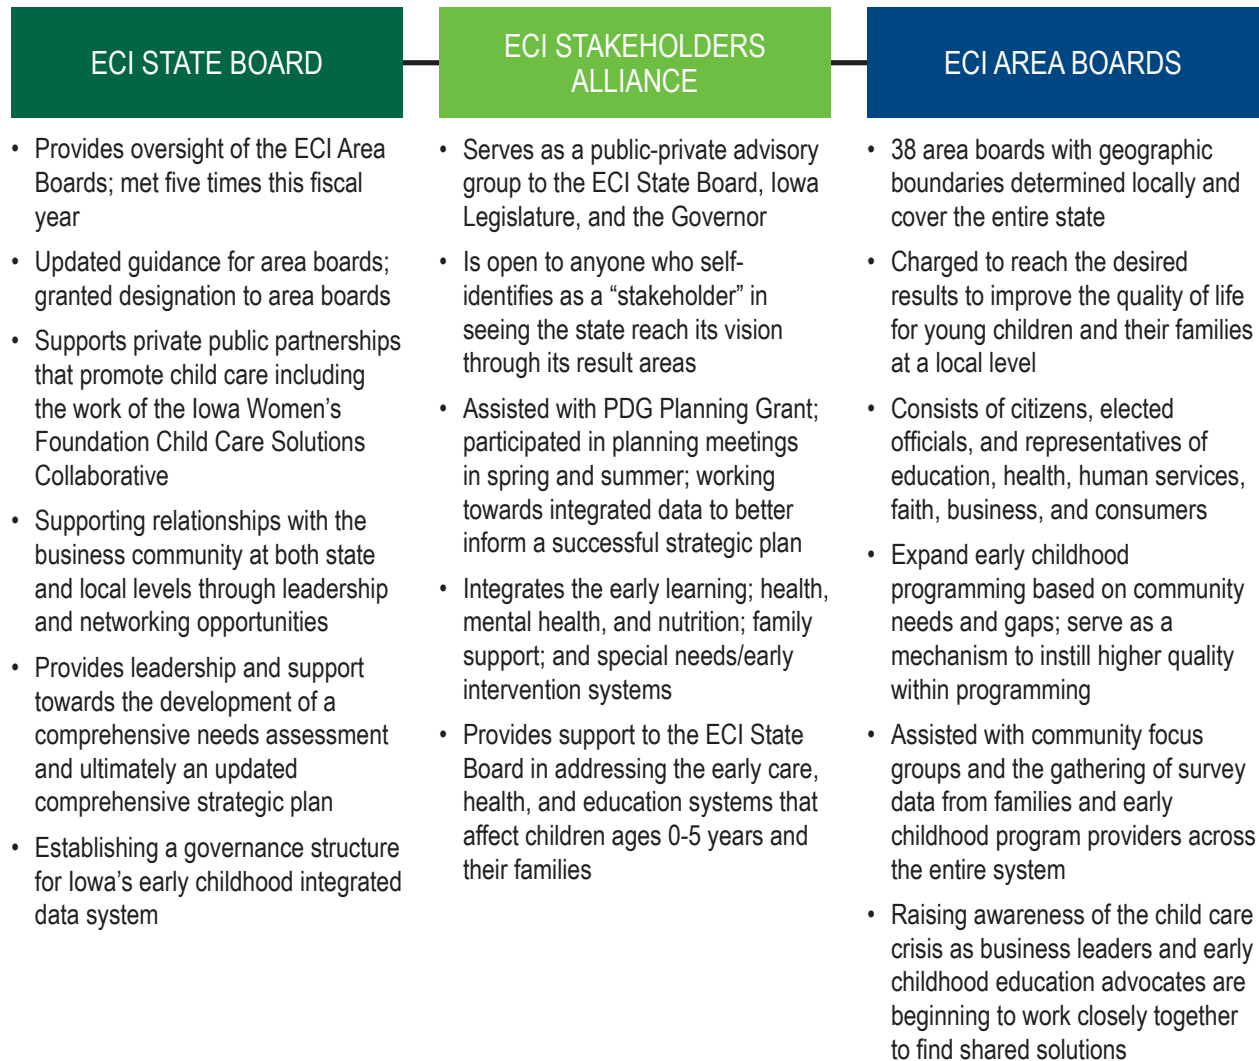 ECI STATE BOARD
• Provides oversight of the ECI Area
Boards; met five times this fiscal
year
• Updated guidance for area boards;
granted designation to area boards
• Supports private public partnerships
that promote child care including
the work of the Iowa Women’s
Foundation Child Care Solutions
Collaborative
• Supporting relationships with the
business community at both state
and local levels through leadership
and networking opportunities
• Provides leadership and support
towards the development of a
comprehensive needs assessment
and ultimately an updated
comprehensive strategic plan
• Establishing a governance structure
for Iowa’s early childhood integrated
data system
ECI STAKEHOLDERS
ALLIANCE
• Serves as a public-private advisory
group to the ECI State Board, Iowa
Legislature, and the Governor
• Is open to anyone who self-
identifies as a “stakeholder” in
seeing the state reach its vision
through its result areas
• Assisted with PDG Planning Grant;
participated in planning meetings
in spring and summer; working
towards integrated data to better
inform a successful strategic plan
• Integrates the early learning; health,
mental health, and nutrition; family
support; and special needs/early
intervention systems
• Provides support to the ECI State
Board in addressing the early care,
health, and education systems that
affect children ages 0-5 years and
their families
ECI AREA BOARDS
• 38 area boards with geographic
boundaries determined locally and
cover the entire state
• Charged to reach the desired
results to improve the quality of life
for young children and their families
at a local level
• Consists of citizens, elected
officials, and representatives of
education, health, human services,
faith, business, and consumers
• Expand early childhood
programming based on community
needs and gaps; serve as a
mechanism to instill higher quality
within programming
• Assisted with community focus
groups and the gathering of survey
data from families and early
childhood program providers across
the entire system
• Raising awareness of the child care
crisis as business leaders and early
childhood education advocates are
beginning to work closely together
to find shared solutions